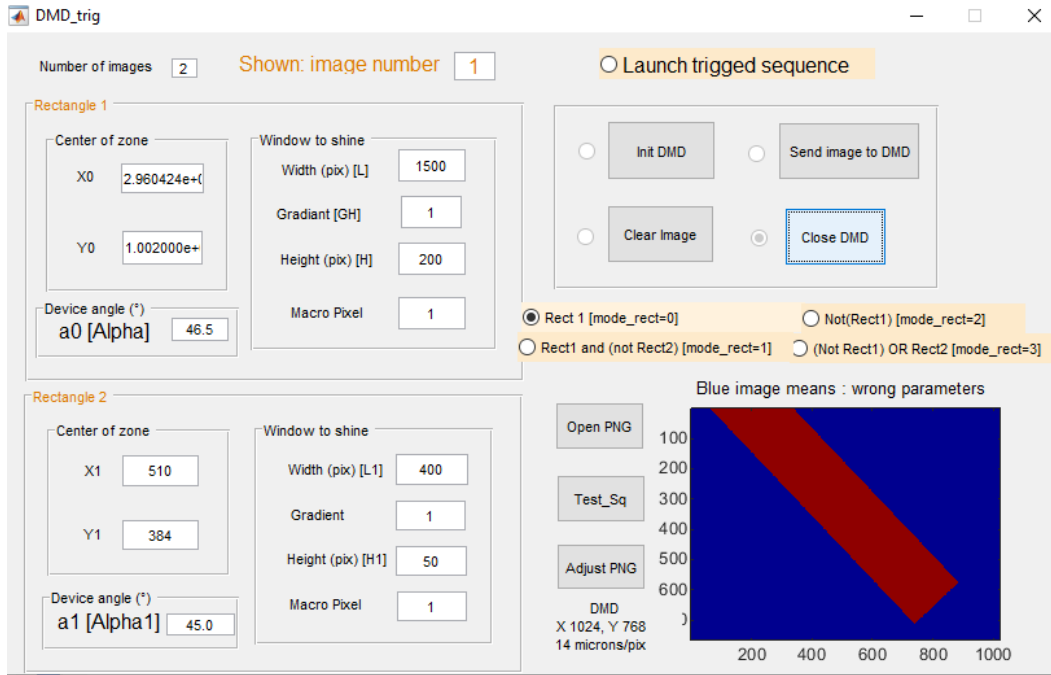 DMD_trig
Number of images 2 Shown: image number 1
Launch trigged sequence
Rectangle 1
Center of zone
X0 2.960424e+0
Y0 1.002000e+
Window to shine
Width (pix) [L] 1500
Gradiant [GH] 1
Height (pix) [H] 200
Macro Pixel 1
Device angle (°)
a0 [Alpha] 46.5
Init DMD
Send image to DMD
Clear Image
Close DMD
Rect 1 [mode_rect=0]
Not(Rect1) [mode_rect=2]
Rect1 and (not Rect2) [mode_rect=1]
(Not Rect1) OR Rect2 [mode_rect=3]
Rectangle 2
Center of zone
X1 510
Y1 384
Window to shine
Width (pix) [L1] 400
Gradient 1
Height (pix) [H1] 50
Macro Pixel 1
Device angle (°)
a1 [Alpha1] 45.0
Open PNG
Test_Sq
Adjust PNG
DMD
X 1024, Y 768
14 microns/pix
Blue image means : wrong parameters
100
200
300
400
500
600
200 400 600 800 1000